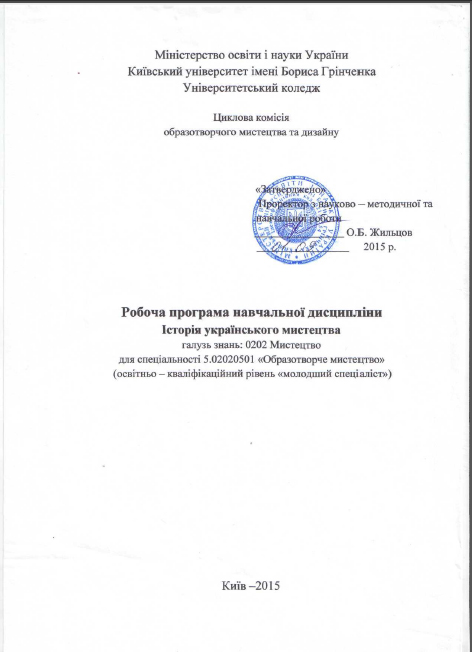 Міністерство освіти і науки України
Київський університет імені Бориса Грінченка
Університетський коледж
Циклова комісія
образотворчого мистецтва та дизайну
«Затверджено»
Проректор з науково – методичної та
навчальної роботи
О.Б. Жильцов
2015 р.
Робоча програма навчальної дисципліни
Історія українського мистецтва
галузь знань: 0202 Мистецтво
для спеціальності 5.02020501 «Образотворче мистецтво»
(освітньо – кваліфікаційний рівень «молодший спеціаліст»)
Київ –2015